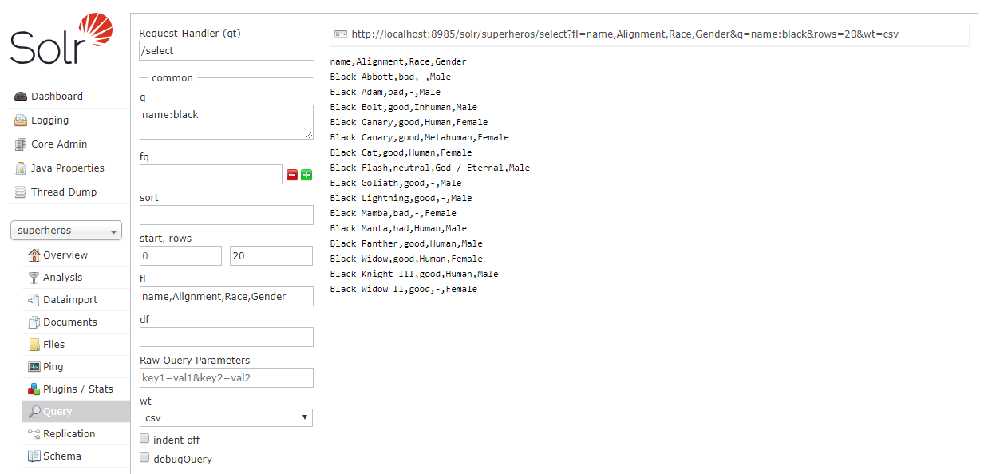 Solr
Dashboard
Logging
Core Admin
Java Properties
Thread Dump
superheros
Overview
Analysis
Dataimport
Documents
Files
Ping
Plugins / Stats
Query
Replication
Schema
Request-Handler (qt)
/select
common
q
name:black
fq
sort
start, rows
0
20
fl
name,Alignment,Race,Gender
df
Raw Query Parameters
key1=val1&key2=val2
wt
csv
indent off
debugQuery
http://localhost:8985/solr/superheros/select?fl=name,Alignment,Race,Gender&q=name:black&rows=20&wt=csv
name,Alignment,Race,Gender
Black Abbott,bad,-,Male
Black Adam,bad,-,Male
Black Bolt,good,Inhuman,Male
Black Canary,good,Human,Female
Black Canary,good,Metahuman,Female
Black Cat,good,Human,Female
Black Flash,neutral,God / Eternal,Male
Black Goliath,good,-,Male
Black Lightning,good,-,Male
Black Mamba,bad,-,Female
Black Manta,bad,Human,Male
Black Panther,good,Human,Male
Black Widow,good,Human,Female
Black Knight III,good,Human,Male
Black Widow II,good,-,Female